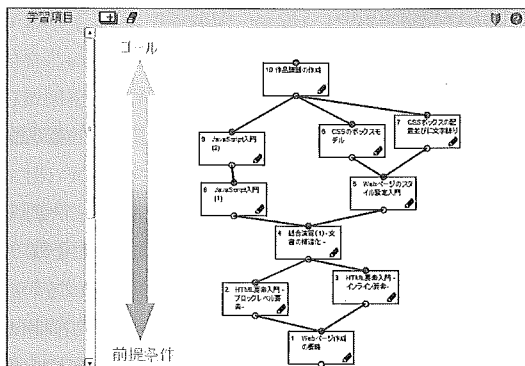 学習項目
ゴール
10 作品課題の作成
9 JavaScript入門
(2)
6 CSSのボックスモ
デル
7 CSSボックスの配
置並びに文字飾り
8 JavaScript入門
(1)
5 Webページのスタ
イル設定入門
4 総合演習(1)-文
書の構造化-
2 HTML要素入門-
ブロックレベル要
素-
3 HTML要素入門-
インライン要素-
1 Webページ作成
の準備
前提条件